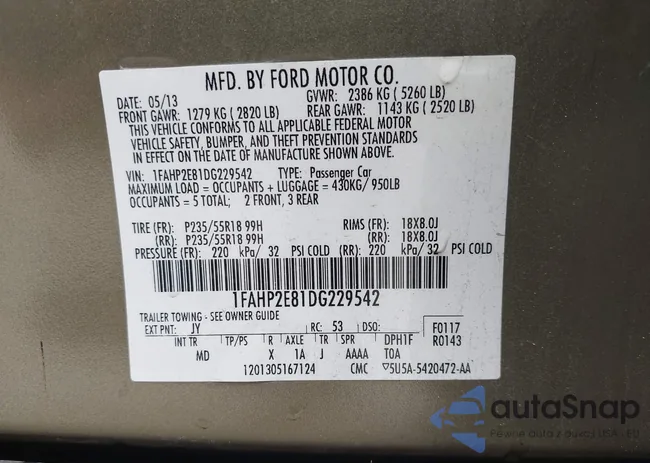 MFD. BY FORD MOTOR CO.
DATE: 05/13 GVWR: 2386 KG ( 5260 LB)
FRONT GAWR: 1279 KG ( 2820 LB) REAR GAWR: 1143 KG ( 2520 LB)
THIS VEHICLE CONFORMS TO ALL APPLICABLE FEDERAL MOTOR
VEHICLE SAFETY, BUMPER, AND THEFT PREVENTION STANDARDS
IN EFFECT ON THE DATE OF MANUFACTURE SHOWN ABOVE.
VIN: 1FAHP2E81DG229542 TYPE: Passenger Car
MAXIMUM LOAD = OCCUPANTS + LUGGAGE = 430KG/ 950LB
OCCUPANTS = 5 TOTAL; 2 FRONT, 3 REAR
TIRE (FR): P235/55R18 99H RIMS (FR): 18X8.0J
(RR): P235/55R18 99H (RR): 18X8.0J
PRESSURE (FR): 220 kPa/ 32 PSI COLD (RR): 220 kPa/ 32 PSI COLD
1FAHP2E81DG229542
TRAILER TOWING - SEE OWNER GUIDE
EXT PNT: JY RC: 53 DSO: F0117
INT TR TP/PS R AXLE TR SPR DPH1F R0143
MD X 1A J AAAA TOA
1201305167124 CMC ▽5U5A-5420472-AA
autaSnap
Pewne auta z aukcji USA - EU